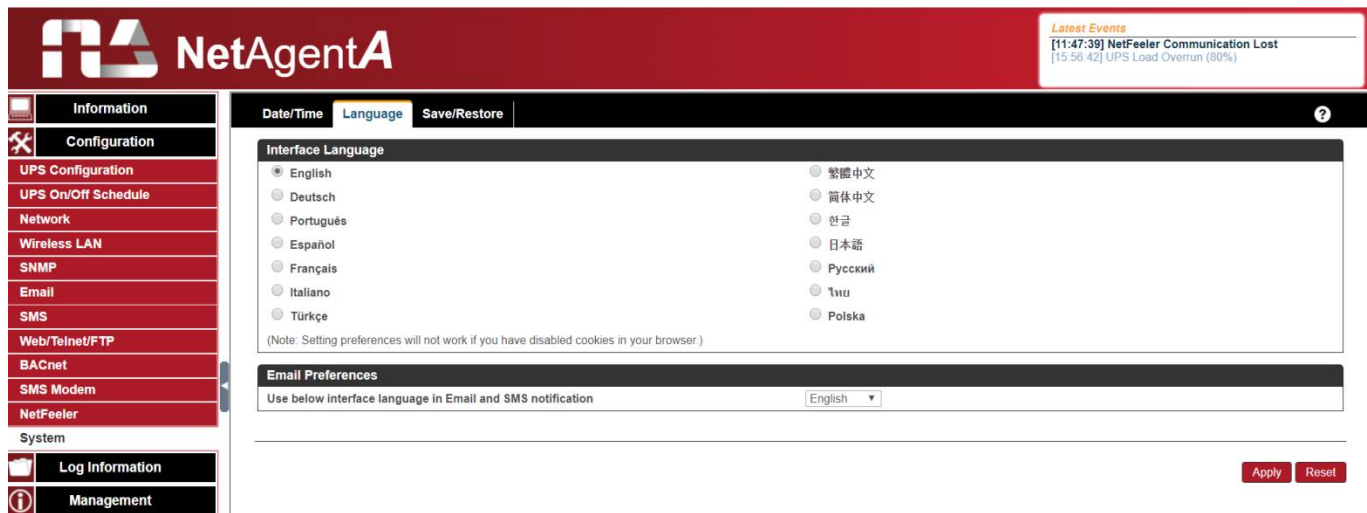 NetAgentA
Latest Events
[11:47:39] NetFeeler Communication Lost
[15:56:42] UPS Load Overrun (80%)
Information
Configuration
UPS Configuration
UPS On/Off Schedule
Network
Wireless LAN
SNMP
Email
SMS
Web/Telnet/FTP
BACnet
SMS Modem
NetFeeler
System
Log Information
Management
Date/Time Language Save/Restore
?
Interface Language
English 繁體中文
Deutsch 简体中文
Português 한글
Español 日本語
Français Русский
Italiano ไทย
Türkçe Polska
(Note: Setting preferences will not work if you have disabled cookies in your browser.)
Email Preferences
Use below interface language in Email and SMS notification English
Apply Reset